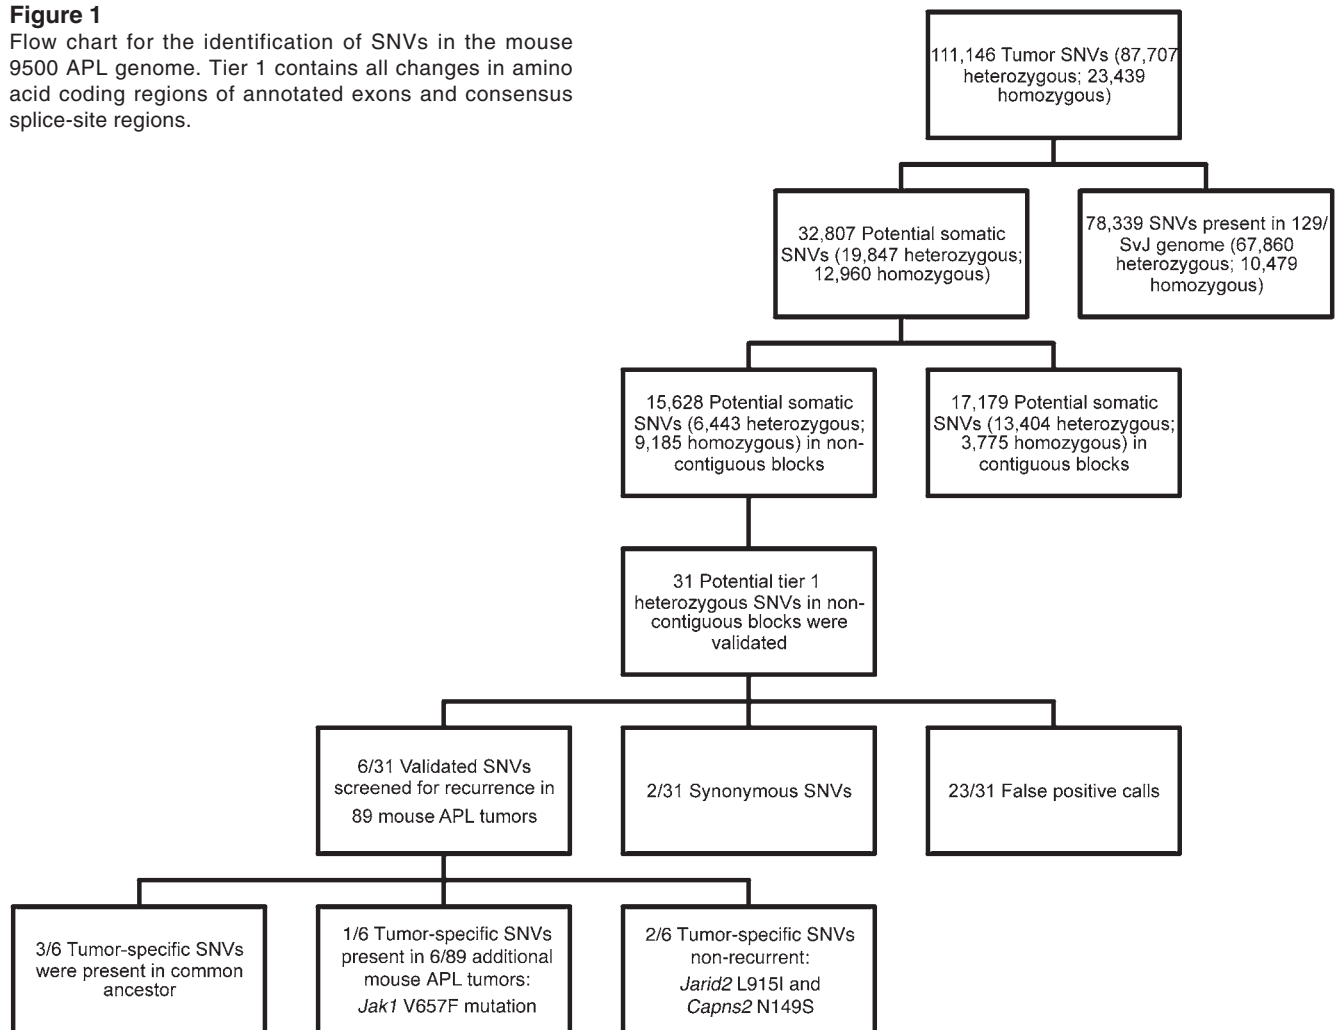 Figure 1
Flow chart for the identification of SNVs in the mouse
9500 APL genome. Tier 1 contains all changes in amino
acid coding regions of annotated exons and consensus
splice-site regions.
111,146 Tumor SNVs (87,707
heterozygous; 23,439
homozygous)
32,807 Potential somatic
SNVs (19,847 heterozygous;
12,960 homozygous)
78,339 SNVs present in 129/
SvJ genome (67,860
heterozygous; 10,479
homozygous)
15,628 Potential somatic
SNVs (6,443 heterozygous;
9,185 homozygous) in non-
contiguous blocks
17,179 Potential somatic
SNVs (13,404 heterozygous;
3,775 homozygous) in
contiguous blocks
31 Potential tier 1
heterozygous SNVs in non-
contiguous blocks were
validated
6/31 Validated SNVs
screened for recurrence in
89 mouse APL tumors
2/31 Synonymous SNVs
23/31 False positive calls
3/6 Tumor-specific SNVs
were present in common
ancestor
1/6 Tumor-specific SNVs
present in 6/89 additional
mouse APL tumors:
Jak1 V657F mutation
2/6 Tumor-specific SNVs
non-recurrent:
Jarid2 L915I and
Capns2 N149S